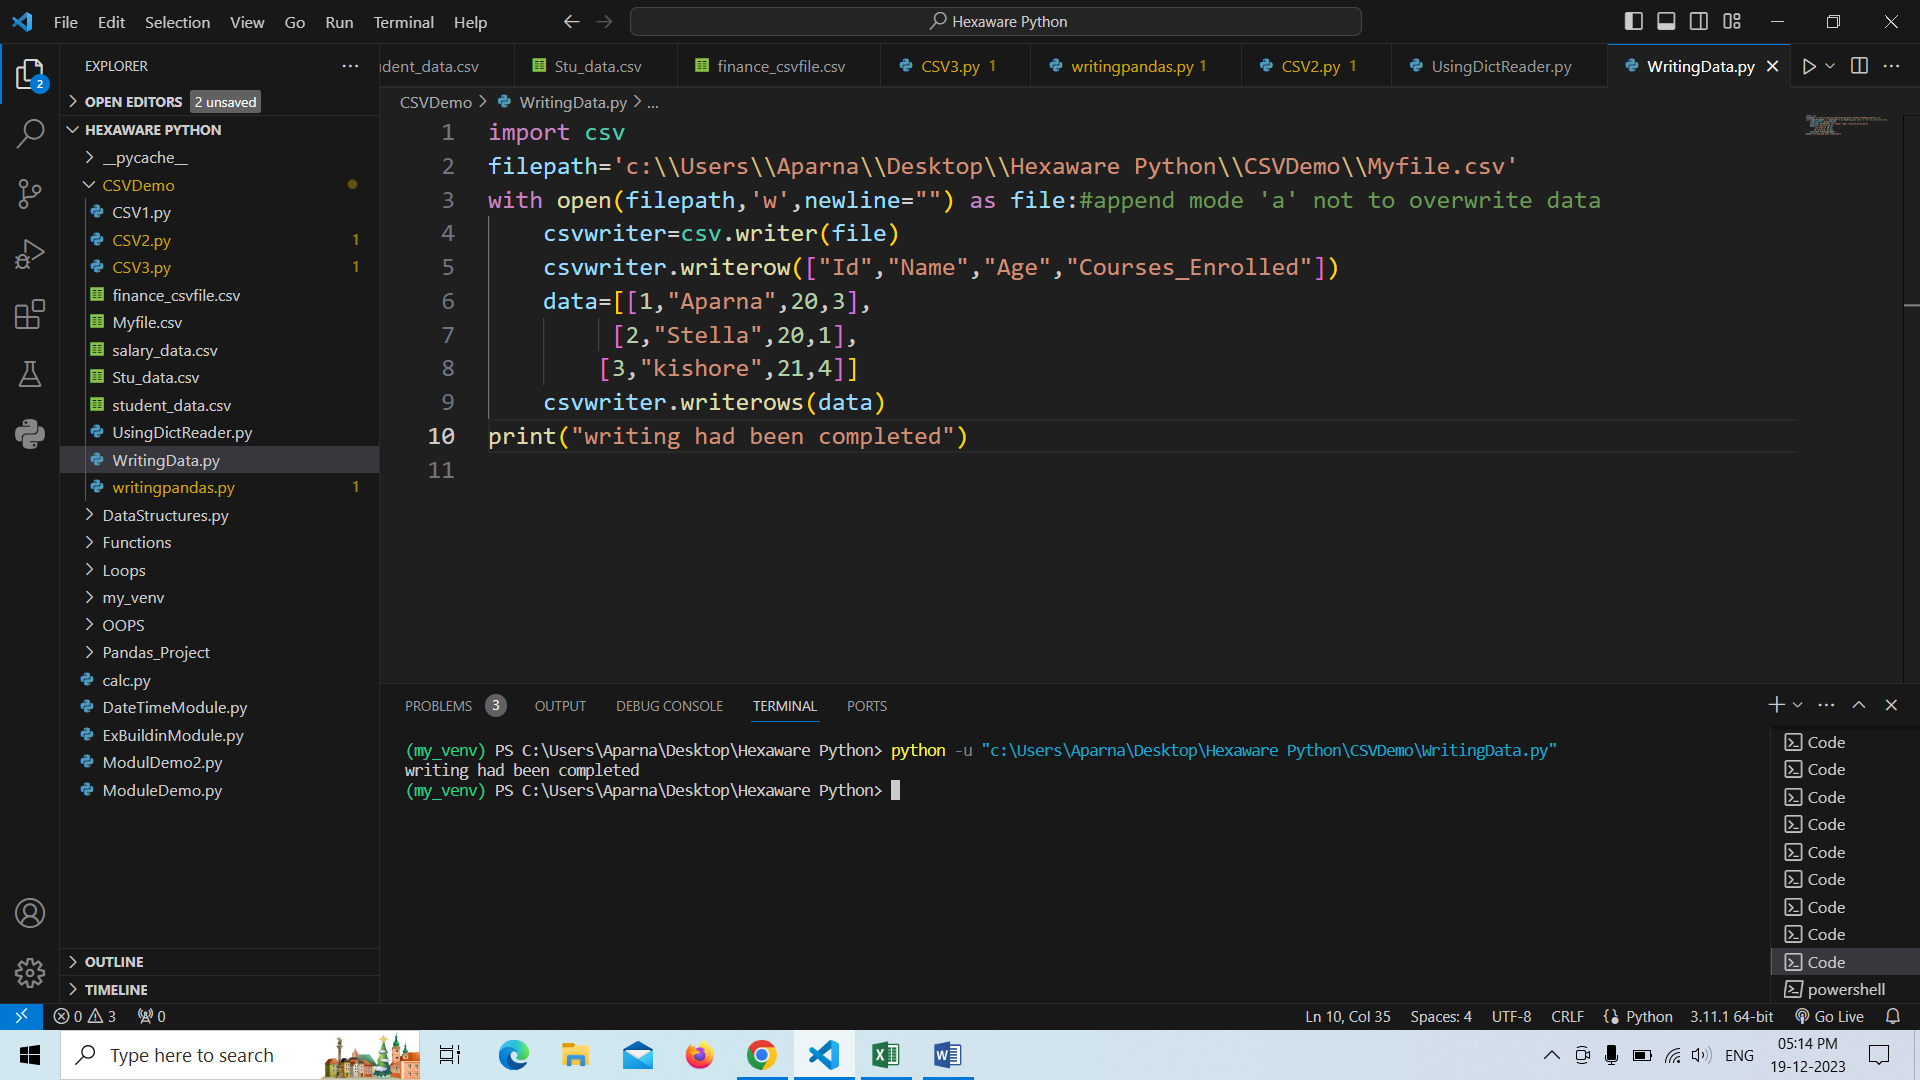 File Edit Selection View Go Run Terminal Help
Hexaware Python
EXPLORER
OPEN EDITORS 2 unsaved
HEXAWARE PYTHON
__pycache__
CSVDemo
CSV1.py
CSV2.py 1
CSV3.py 1
finance_csvfile.csv
Myfile.csv
salary_data.csv
Stu_data.csv
student_data.csv
UsingDictReader.py
WritingData.py
writingpandas.py 1
DataStructures.py
Functions
Loops
my_venv
OOPS
Pandas_Project
calc.py
DateTimeModule.py
ExBuildinModule.py
ModulDemo2.py
ModuleDemo.py
OUTLINE
TIMELINE
2
dent_data.csv Stu_data.csv finance_csvfile.csv CSV3.py 1 writingpandas.py 1 CSV2.py 1 UsingDictReader.py WritingData.py
CSVDemo > WritingData.py > ...
1 import csv
2 filepath='c:\\Users\\Aparna\\Desktop\\Hexaware Python\\CSVDemo\\Myfile.csv'
3 with open(filepath,'w',newline="") as file:#append mode 'a' not to overwrite data
4 csvwriter=csv.writer(file)
5 csvwriter.writerow(["Id","Name","Age","Courses_Enrolled"])
6 data=[[1,"Aparna",20,3],
7 [2,"Stella",20,1],
8 [3,"kishore",21,4]]
9 csvwriter.writerows(data)
10 print("writing had been completed")
11
PROBLEMS 3 OUTPUT DEBUG CONSOLE TERMINAL PORTS
(my_venv) PS C:\Users\Aparna\Desktop\Hexaware Python> python -u "c:\Users\Aparna\Desktop\Hexaware Python\CSVDemo\WritingData.py"
writing had been completed
(my_venv) PS C:\Users\Aparna\Desktop\Hexaware Python>
Code
Code
Code
Code
Code
Code
Code
Code
Code
powershell
0 3 0 Ln 10, Col 35 Spaces: 4 UTF-8 CRLF Python 3.11.1 64-bit Go Live
Type here to search
ENG
05:14 PM
19-12-2023